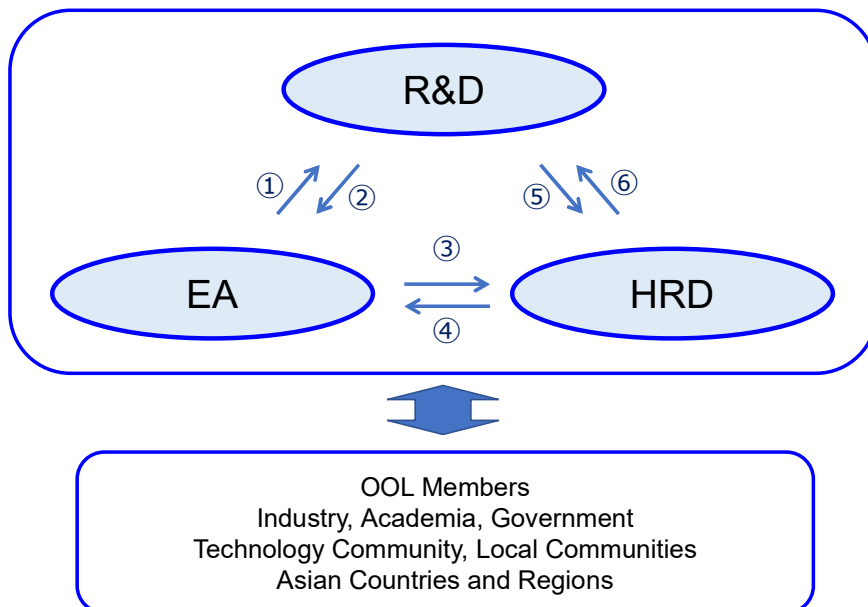 R&D
①
②
⑤
⑥
③
EA
HRD
④
OOL Members
Industry, Academia, Government
Technology Community, Local Communities
Asian Countries and Regions